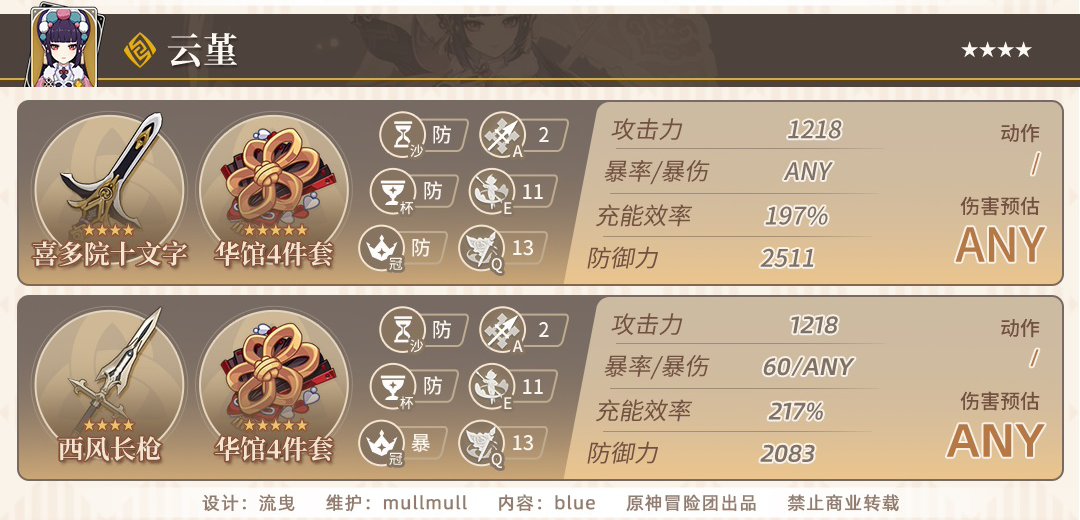 云堇
★★★★
喜多院十文字
华馆4件套
沙 防
A 2
杯 防
E 11
冠 防
Q 13
攻击力 1218
暴率/暴伤 ANY
充能效率 197%
防御力 2511
动作
/
伤害预估
ANY
西风长枪
华馆4件套
沙 防
A 2
杯 防
E 11
冠 暴
Q 13
攻击力 1218
暴率/暴伤 60/ANY
充能效率 217%
防御力 2083
动作
/
伤害预估
ANY
设计：流曳 维护：mullmull 内容：blue 原神冒险团出品 禁止商业转载